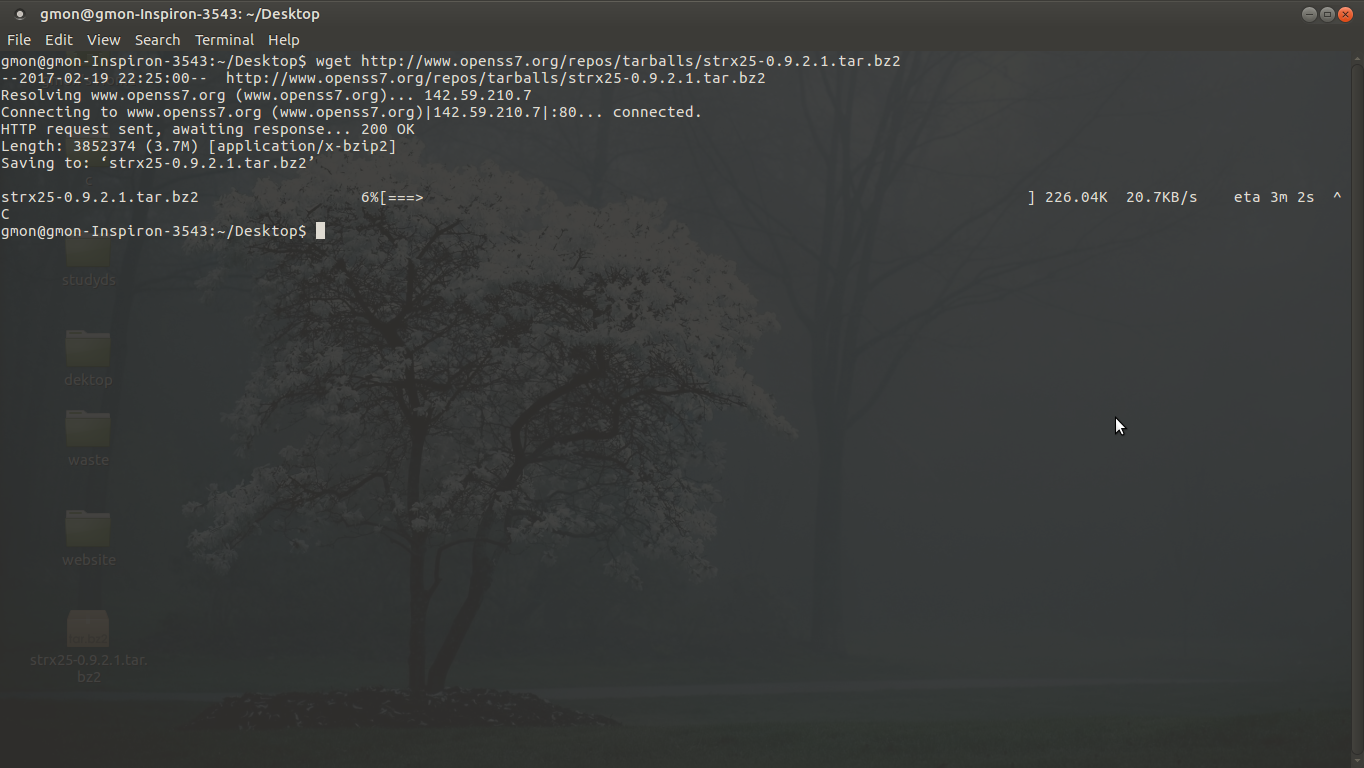 gmon@gmon-Inspiron-3543: ~/Desktop
File Edit View Search Terminal Help
gmon@gmon-Inspiron-3543:~/Desktop$ wget http://www.openss7.org/repos/tarballs/strx25-0.9.2.1.tar.bz2
--2017-02-19 22:25:00--  http://www.openss7.org/repos/tarballs/strx25-0.9.2.1.tar.bz2
Resolving www.openss7.org (www.openss7.org)... 142.59.210.7
Connecting to www.openss7.org (www.openss7.org)|142.59.210.7|:80... connected.
HTTP request sent, awaiting response... 200 OK
Length: 3852374 (3.7M) [application/x-bzip2]
Saving to: ‘strx25-0.9.2.1.tar.bz2’
strx25-0.9.2.1.tar.bz2 6%[===> ] 226.04K 20.7KB/s eta 3m 2s ^
C
gmon@gmon-Inspiron-3543:~/Desktop$
studyds
dektop
waste
website
strx25-0.9.2.1.tar.
bz2